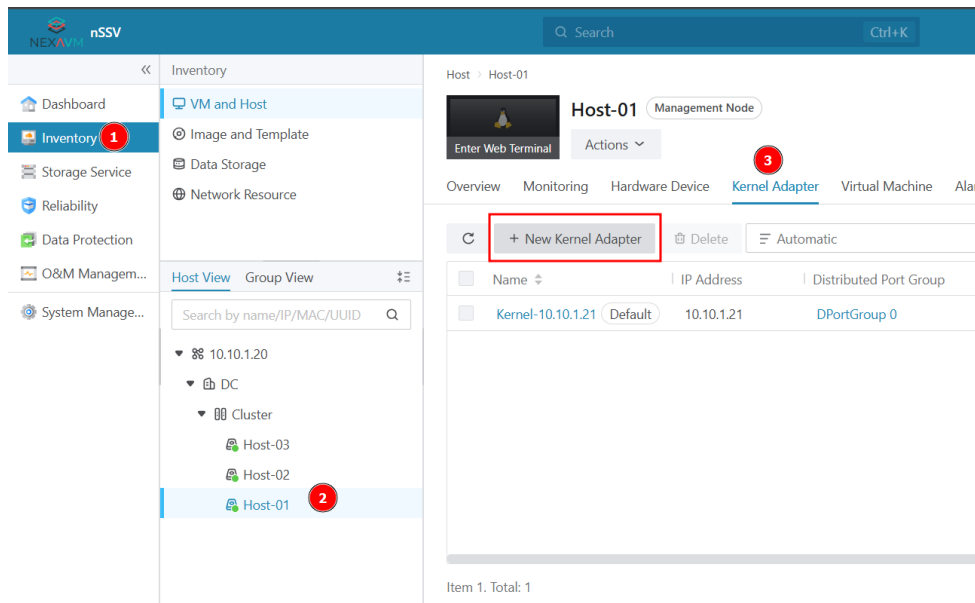 NEXAVM nSSV
Search Ctrl+K
Inventory
Host > Host-01
Dashboard
Inventory 1
Storage Service
Reliability
Data Protection
O&M Managem...
System Manage...
VM and Host
Image and Template
Data Storage
Network Resource
Host View Group View
Search by name/IP/MAC/UUID
10.10.1.20
DC
Cluster
Host-03
Host-02
Host-01 2
Enter Web Terminal
Host-01 Management Node
Actions
3
Overview Monitoring Hardware Device Kernel Adapter Virtual Machine Ala
+ New Kernel Adapter Delete Automatic
Name IP Address Distributed Port Group
Kernel-10.10.1.21 Default 10.10.1.21 DPortGroup 0
Item 1. Total: 1